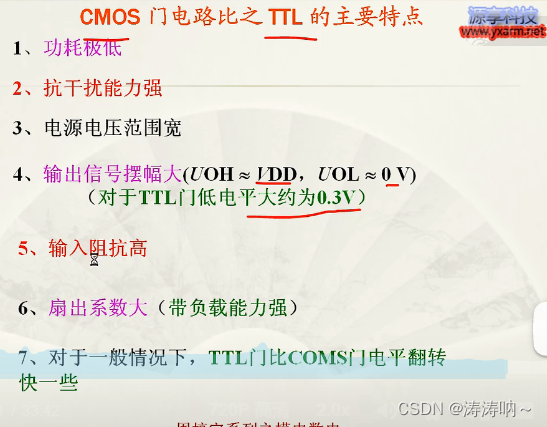 CMOS 门电路比之 TTL 的主要特点
源享科技
www.yxarm.net
1、功耗极低
2、抗干扰能力强
3、电源电压范围宽
4、输出信号摆幅大(UOH ≈ VDD，UOL ≈ 0 V)
（对于TTL门低电平大约为0.3V）
5、输入阻抗高
6、扇出系数大（带负载能力强）
7、对于一般情况下，TTL门比COMS门电平翻转
快一些
CSDN @涛涛呐～